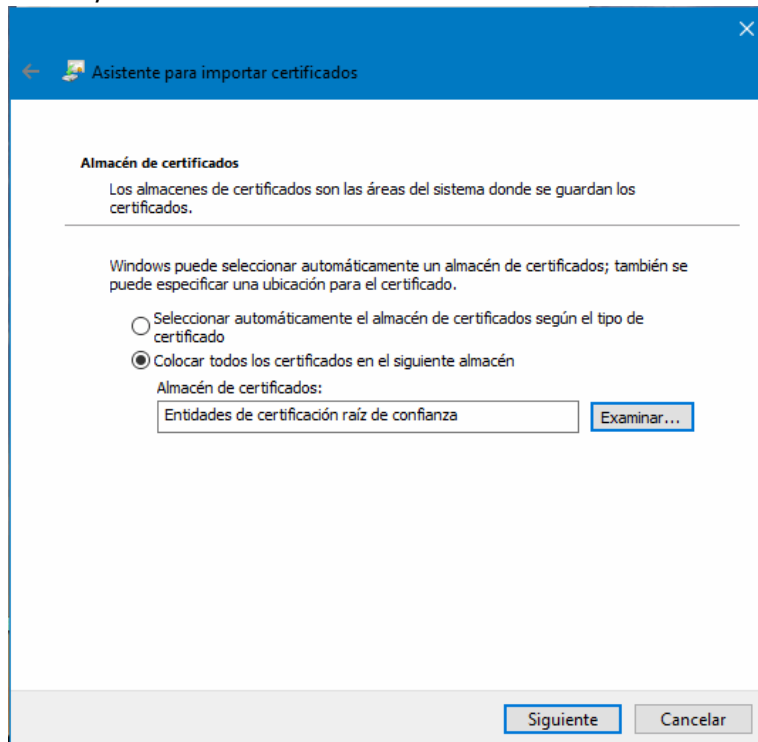 Asistente para importar certificados
Almacén de certificados
Los almacenes de certificados son las áreas del sistema donde se guardan los
certificados.
Windows puede seleccionar automáticamente un almacén de certificados; también se
puede especificar una ubicación para el certificado.
Seleccionar automáticamente el almacén de certificados según el tipo de
certificado
Colocar todos los certificados en el siguiente almacén
Almacén de certificados:
Entidades de certificación raíz de confianza
Examinar...
Siguiente
Cancelar